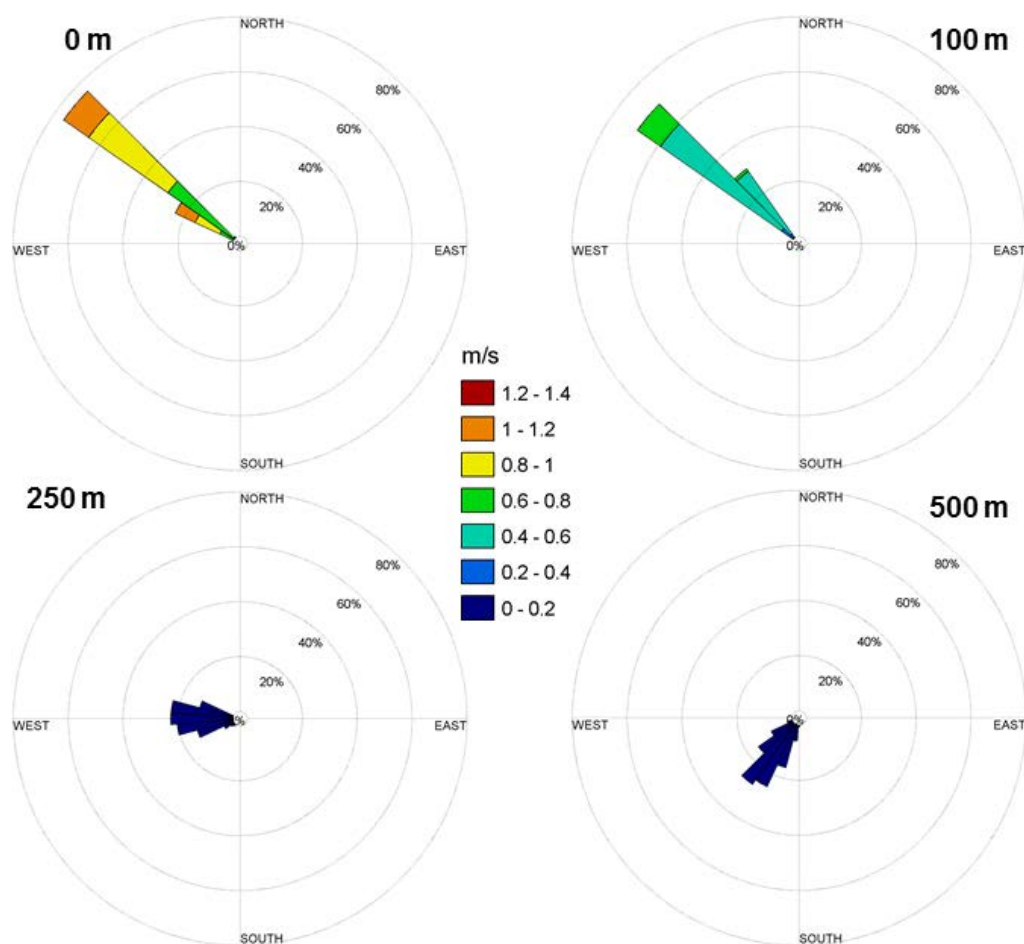 0 m
NORTH
80%
60%
40%
20%
0%
WEST
EAST
SOUTH
100 m
NORTH
80%
60%
40%
20%
0%
WEST
EAST
SOUTH
m/s
1.2 - 1.4
1 - 1.2
0.8 - 1
0.6 - 0.8
0.4 - 0.6
0.2 - 0.4
0 - 0.2
250 m
NORTH
80%
60%
40%
20%
0%
WEST
EAST
SOUTH
500 m
NORTH
80%
60%
40%
20%
0%
WEST
EAST
SOUTH